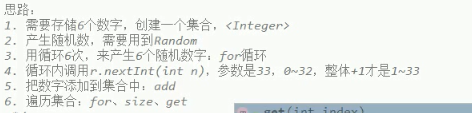 思路：
1. 需要存储6个数字，创建一个集合，<Integer>
2. 产生随机数，需要用到Random
3. 用循环6次，来产生6个随机数字：for循环
4. 循环内调用r.nextInt(int n)，参数是33，0~32，整体+1才是1~33
5. 把数字添加到集合中：add
6. 遍历集合：for、size、get
get(int index)